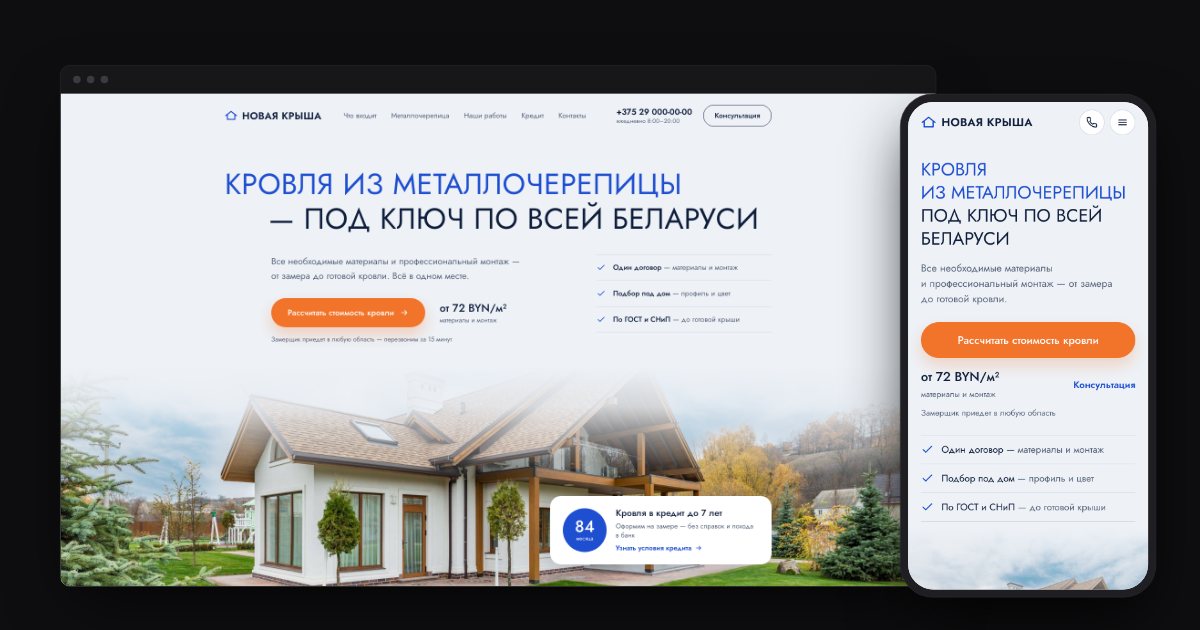 НОВАЯ КРЫША
Что входит
Металлочерепица
Наши работы
Кредит
Контакты
+375 29 000-00-00
ежедневно 8:00–20:00
Консультация
КРОВЛЯ ИЗ МЕТАЛЛОЧЕРЕПИЦЫ
— ПОД КЛЮЧ ПО ВСЕЙ БЕЛАРУСИ
Все необходимые материалы и профессиональный монтаж —
от замера до готовой кровли. Всё в одном месте.
Рассчитать стоимость кровли →
от 72 BYN/м²
материалы и монтаж
Замерщик приедет в любую область — перезвоним за 15 минут
Один договор — материалы и монтаж
Подбор под дом — профиль и цвет
По ГОСТ и СНиП — до готовой крыши
84
месяца
Кровля в кредит до 7 лет
Оформим на замере — без справок и похода
в банк
Узнать условия кредита →
НОВАЯ КРЫША
КРОВЛЯ
ИЗ МЕТАЛЛОЧЕРЕПИЦЫ
ПОД КЛЮЧ ПО ВСЕЙ
БЕЛАРУСИ
Все необходимые материалы
и профессиональный монтаж — от замера
до готовой кровли.
Рассчитать стоимость кровли
от 72 BYN/м²
материалы и монтаж
Консультация
Замерщик приедет в любую область
Один договор — материалы и монтаж
Подбор под дом — профиль и цвет
По ГОСТ и СНиП — до готовой крыши